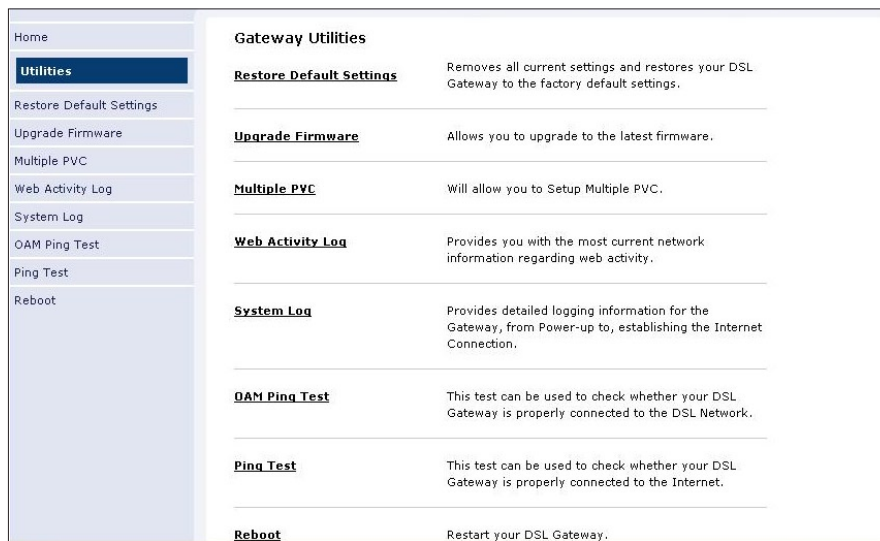 Home
Utilities
Restore Default Settings
Upgrade Firmware
Multiple PVC
Web Activity Log
System Log
OAM Ping Test
Ping Test
Reboot
Gateway Utilities
Restore Default Settings
Removes all current settings and restores your DSL
Gateway to the factory default settings.
Upgrade Firmware
Allows you to upgrade to the latest firmware.
Multiple PVC
Will allow you to Setup Multiple PVC.
Web Activity Log
Provides you with the most current network
information regarding web activity.
System Log
Provides detailed logging information for the
Gateway, from Power-up to, establishing the Internet
Connection.
OAM Ping Test
This test can be used to check whether your DSL
Gateway is properly connected to the DSL Network.
Ping Test
This test can be used to check whether your DSL
Gateway is properly connected to the Internet.
Reboot
Restart your DSL Gateway.